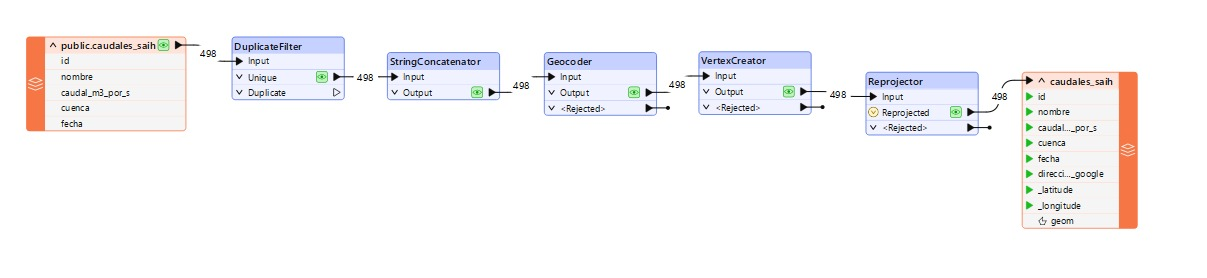 public.caudales_saih
id
nombre
caudal_m3_por_s
cuenca
fecha
498
DuplicateFilter
Input
Unique
Duplicate
498
StringConcatenator
Input
Output
498
Geocoder
Input
Output
<Rejected>
498
VertexCreator
Input
Output
<Rejected>
498
Reprojector
Input
Reprojected
<Rejected>
498
caudales_saih
id
nombre
caudal..._por_s
cuenca
fecha
direcci..._google
_latitude
_longitude
geom